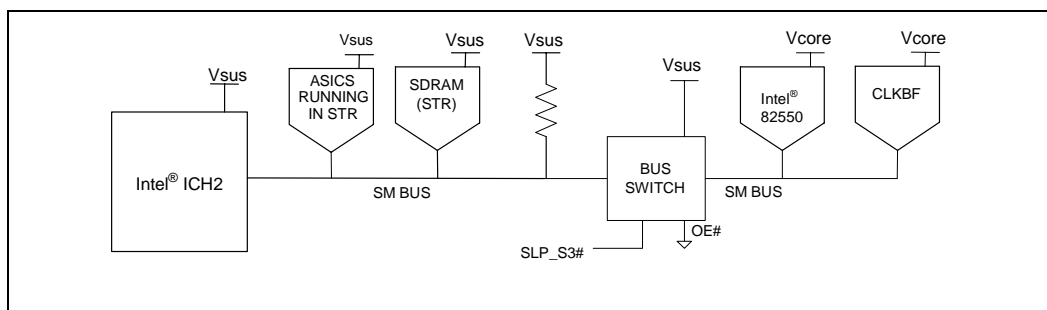 Vsus
Vsus
Vsus
Vsus
Vsus
Vcore
Vcore
ASICS
RUNNING
IN STR
SDRAM
(STR)
Intel®
82550
CLKBF
Intel® ICH2
BUS
SWITCH
SM BUS
SM BUS
OE#
SLP_S3#